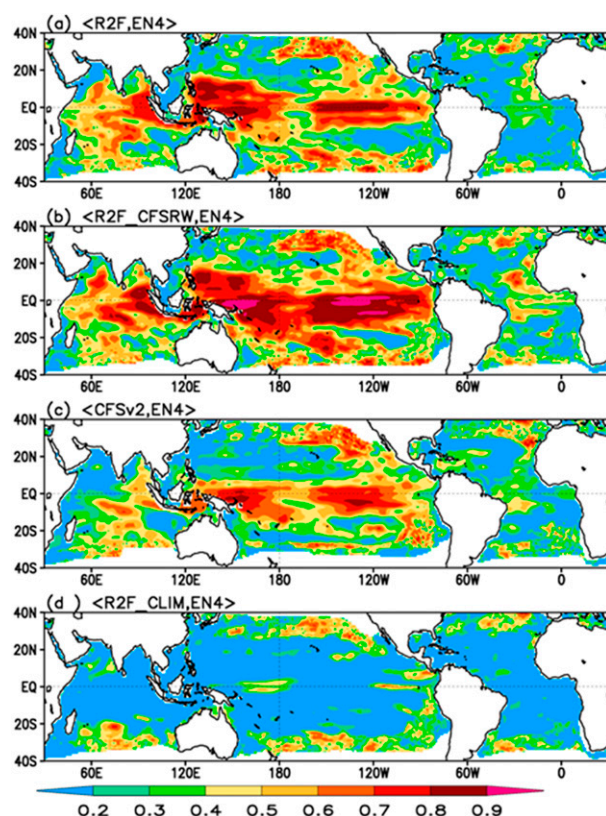 (a) <R2F,EN4>
40N
20N
EQ
20S
40S
60E 120E 180 120W 60W 0
(b) <R2F_CFSRW,EN4>
40N
20N
EQ
20S
40S
60E 120E 180 120W 60W 0
(c) <CFSv2,EN4>
40N
20N
EQ
20S
40S
60E 120E 180 120W 60W 0
(d ) <R2F_CLIM,EN4>
40N
20N
EQ
20S
40S
60E 120E 180 120W 60W 0
0.2 0.3 0.4 0.5 0.6 0.7 0.8 0.9